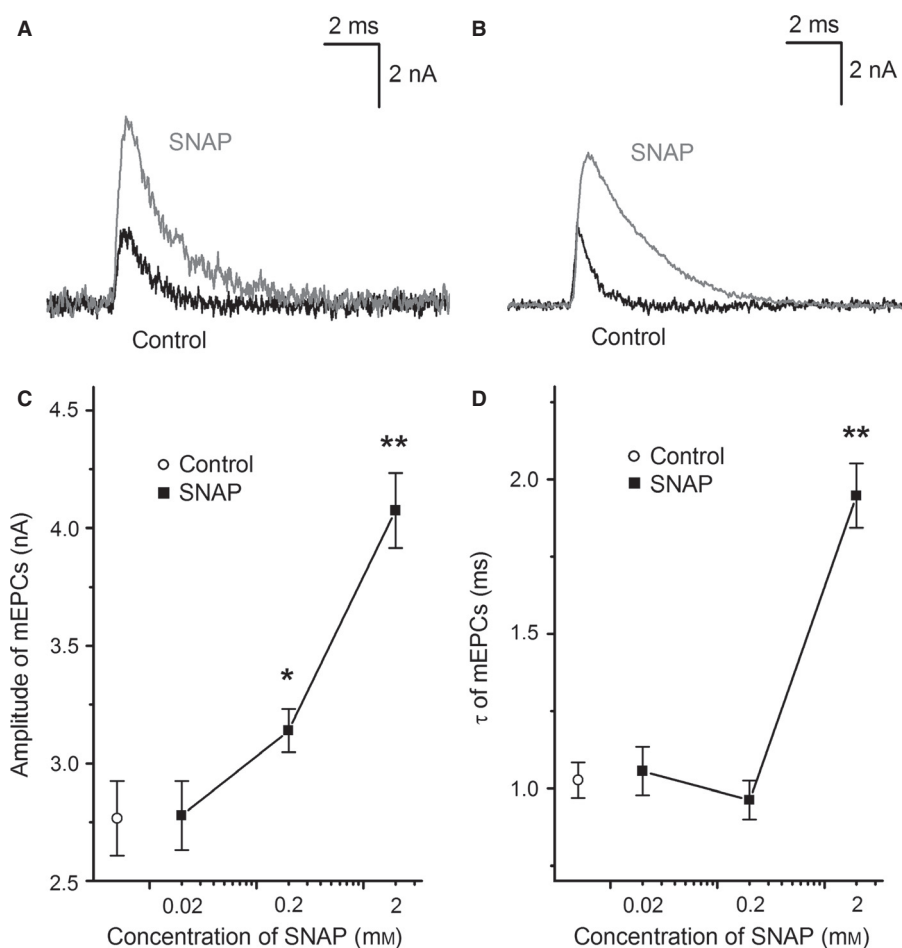 A
2 ms
2 nA
SNAP
Control
B
2 ms
2 nA
SNAP
Control
C
4.5
4.0
3.5
3.0
2.5
Amplitude of mEPCs (nA)
Control
SNAP
*
**
0.02 0.2 2
Concentration of SNAP (mM)
D
2.0
1.5
1.0
τ of mEPCs (ms)
Control
SNAP
**
0.02 0.2 2
Concentration of SNAP (mM)